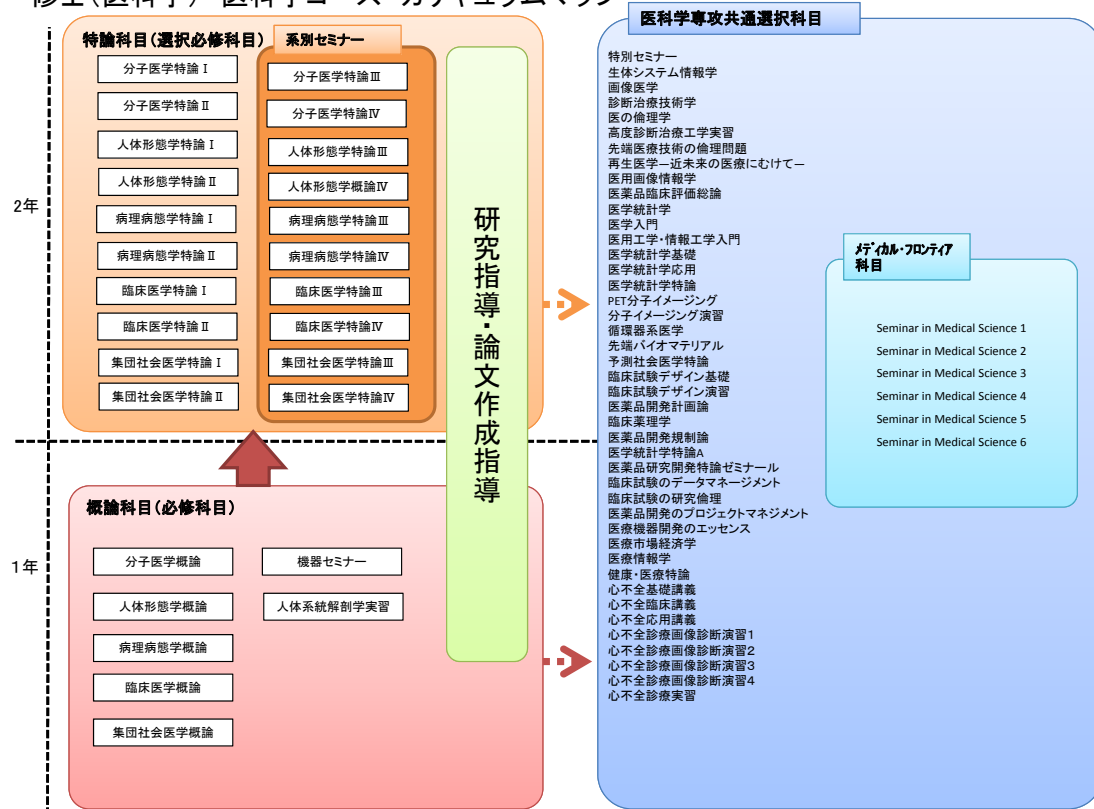 修士(医科学) 医科学コース カリキュラムマップ
特論科目(選択必修科目)
系別セミナー
分子医学特論Ⅰ
分子医学特論Ⅱ
人体形態学特論Ⅰ
人体形態学特論Ⅱ
病理病態学特論Ⅰ
病理病態学特論Ⅱ
臨床医学特論Ⅰ
臨床医学特論Ⅱ
集団社会医学特論Ⅰ
集団社会医学特論Ⅱ
分子医学特論Ⅲ
分子医学特論Ⅳ
人体形態学特論Ⅲ
人体形態学概論Ⅳ
病理病態学特論Ⅲ
病理病態学特論Ⅳ
臨床医学特論Ⅲ
臨床医学特論Ⅳ
集団社会医学特論Ⅲ
集団社会医学特論Ⅳ
2年
研究指導・論文作成指導
概論科目(必修科目)
1年
分子医学概論
人体形態学概論
病理病態学概論
臨床医学概論
集団社会医学概論
機器セミナー
人体系統解剖学実習
医科学専攻共通選択科目
特別セミナー
生体システム情報学
画像医学
診断治療技術学
医の倫理学
高度診断治療工学実習
先端医療技術の倫理問題
再生医学―近未来の医療にむけて―
医用画像情報学
医薬品臨床評価総論
医学統計学
医学入門
医用工学・情報工学入門
医学統計学基礎
医学統計学応用
医学統計学特論
PET分子イメージング
分子イメージング演習
循環器系医学
先端バイオマテリアル
予測社会医学特論
臨床試験デザイン基礎
臨床試験デザイン演習
医薬品開発計画論
臨床薬理学
医薬品開発規制論
医学統計学特論A
医薬品研究開発特論ゼミナール
臨床試験のデータマネージメント
臨床試験の研究倫理
医薬品開発のプロジェクトマネジメント
医療機器開発のエッセンス
医療市場経済学
医療情報学
健康・医療特論
心不全基礎講義
心不全臨床講義
心不全応用講義
心不全診療画像診断演習1
心不全診療画像診断演習2
心不全診療画像診断演習3
心不全診療画像診断演習4
心不全診療実習
メディカル・フロンティア
科目
Seminar in Medical Science 1
Seminar in Medical Science 2
Seminar in Medical Science 3
Seminar in Medical Science 4
Seminar in Medical Science 5
Seminar in Medical Science 6